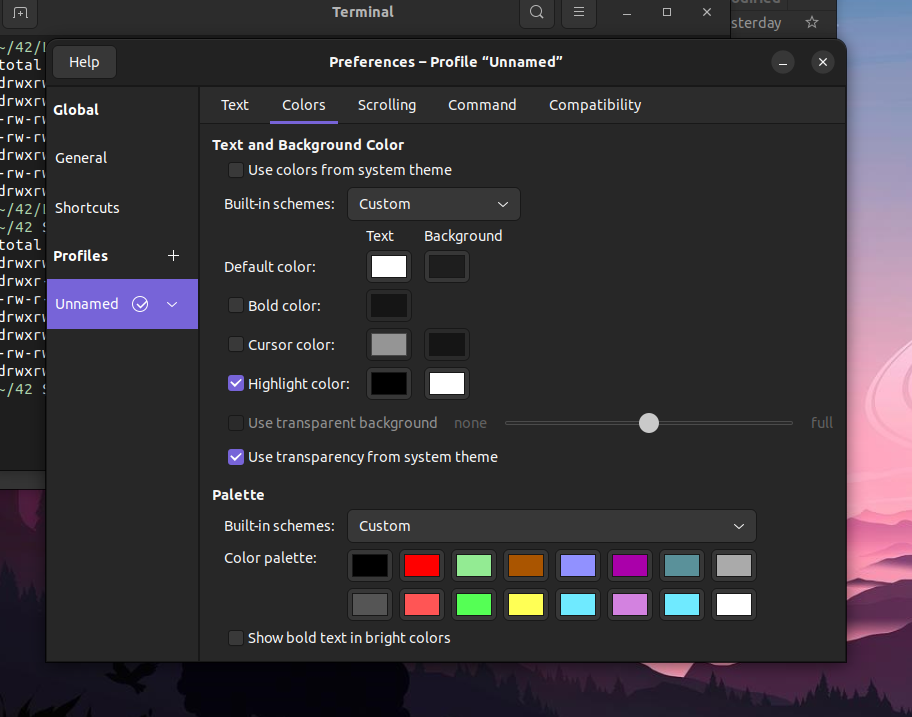 Terminal
odified
sterday
~/42/
total
drwxrw
drwxrw
-rw-rw
-rw-rw
drwxrw
-rw-rw
drwxrw
~/42/
~/42 S
total
drwxrw
drwxr-
-rw-r-
drwxrw
drwxrw
-rw-rw
drwxrw
~/42 S
Help
Preferences – Profile “Unnamed”
Global
General
Shortcuts
Profiles
Unnamed
Text Colors Scrolling Command Compatibility
Text and Background Color
Use colors from system theme
Built-in schemes: Custom
Text Background
Default color:
Bold color:
Cursor color:
Highlight color:
Use transparent background none full
Use transparency from system theme
Palette
Built-in schemes: Custom
Color palette:
Show bold text in bright colors